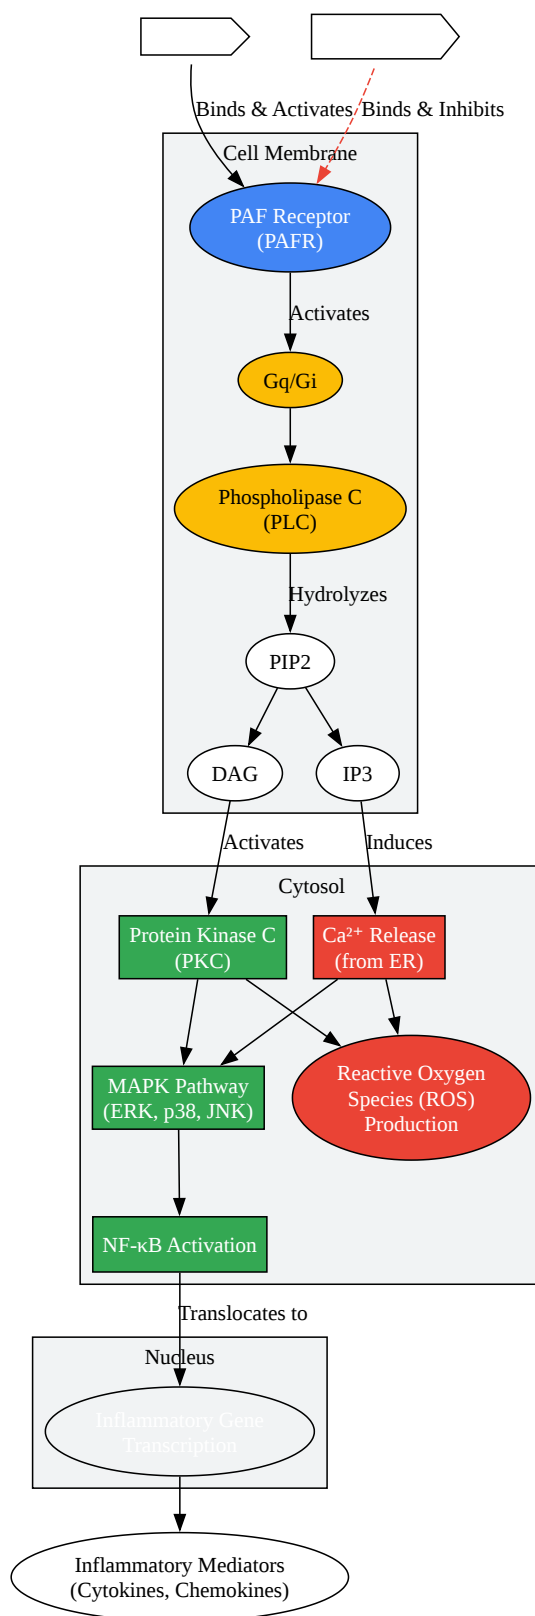 Binds & Activates
Binds & Inhibits
Cell Membrane
PAF Receptor
(PAFR)
Activates
Gq/Gi
Phospholipase C
(PLC)
Hydrolyzes
PIP2
DAG
IP3
Activates
Induces
Cytosol
Protein Kinase C
(PKC)
Ca²⁺ Release
(from ER)
MAPK Pathway
(ERK, p38, JNK)
Reactive Oxygen
Species (ROS)
Production
NF-κB Activation
Translocates to
Nucleus
Inflammatory Gene
Transcription
Inflammatory Mediators
(Cytokines, Chemokines)